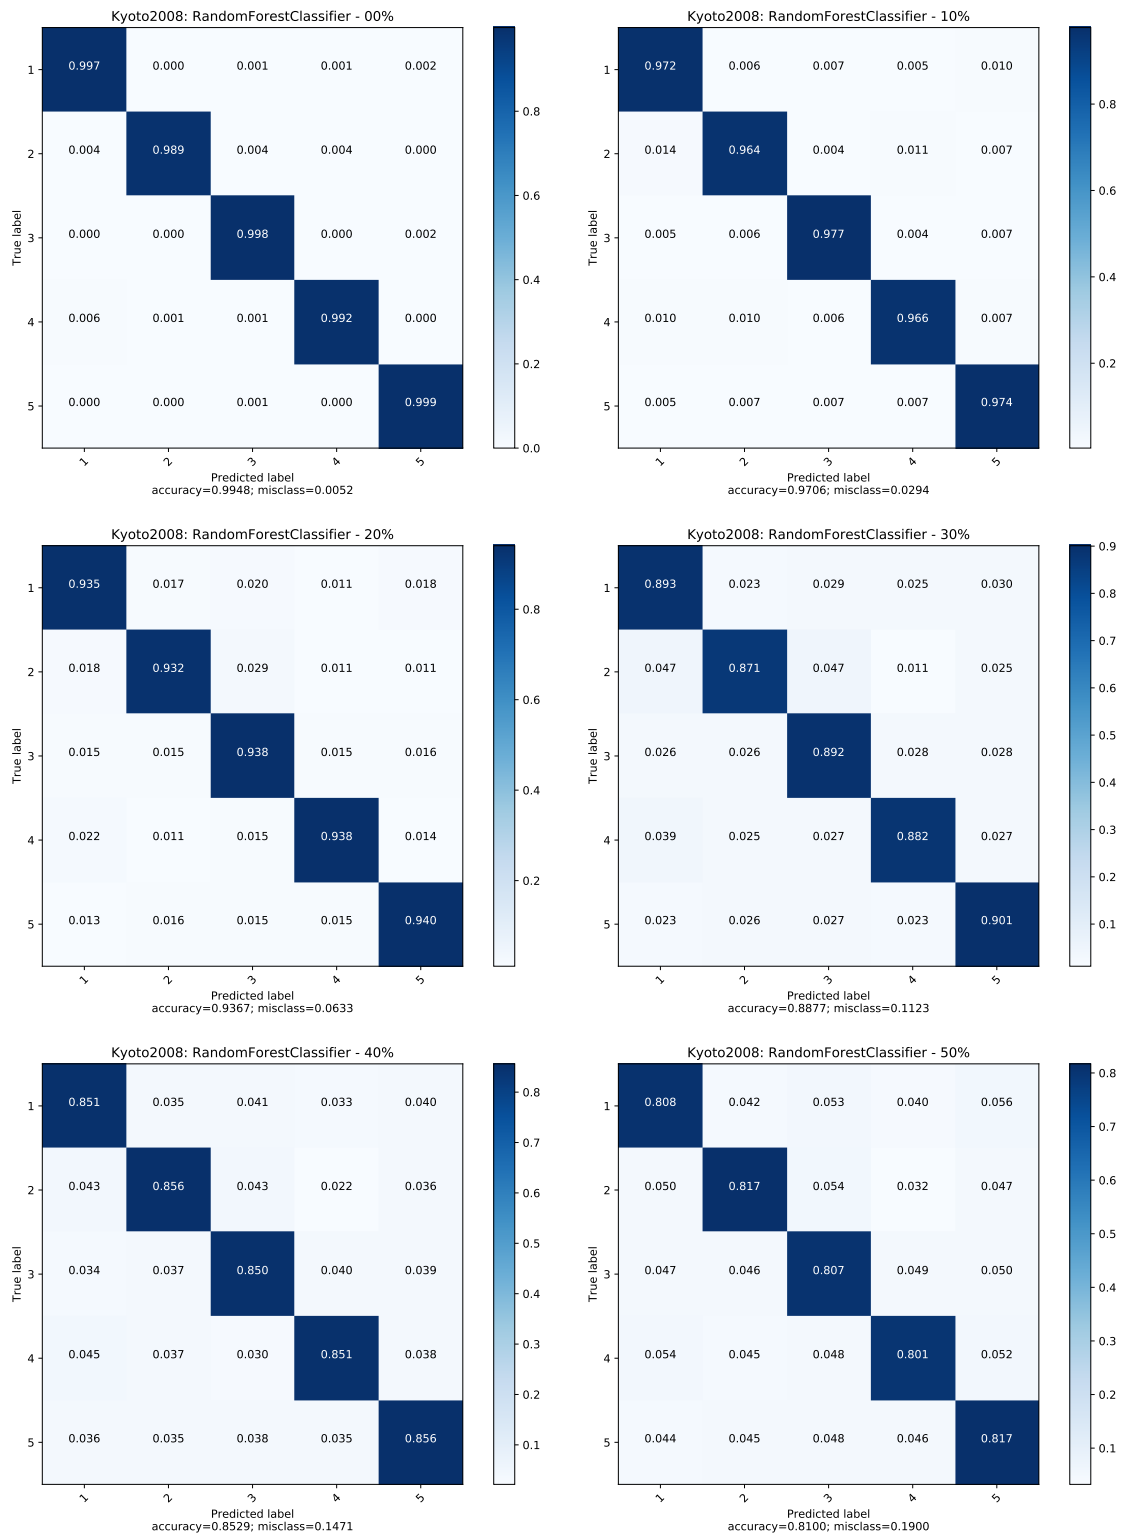 Kyoto2008: RandomForestClassifier - 00%
True label
1 0.997 0.000 0.001 0.001 0.002
2 0.004 0.989 0.004 0.004 0.000
3 0.000 0.000 0.998 0.000 0.002
4 0.006 0.001 0.001 0.992 0.000
5 0.000 0.000 0.001 0.000 0.999
1 2 3 4 5
Predicted label
accuracy=0.9948; misclass=0.0052
0.8
0.6
0.4
0.2
0.0
Kyoto2008: RandomForestClassifier - 10%
True label
1 0.972 0.006 0.007 0.005 0.010
2 0.014 0.964 0.004 0.011 0.007
3 0.005 0.006 0.977 0.004 0.007
4 0.010 0.010 0.006 0.966 0.007
5 0.005 0.007 0.007 0.007 0.974
1 2 3 4 5
Predicted label
accuracy=0.9706; misclass=0.0294
0.8
0.6
0.4
0.2
Kyoto2008: RandomForestClassifier - 20%
True label
1 0.935 0.017 0.020 0.011 0.018
2 0.018 0.932 0.029 0.011 0.011
3 0.015 0.015 0.938 0.015 0.016
4 0.022 0.011 0.015 0.938 0.014
5 0.013 0.016 0.015 0.015 0.940
1 2 3 4 5
Predicted label
accuracy=0.9367; misclass=0.0633
0.8
0.6
0.4
0.2
Kyoto2008: RandomForestClassifier - 30%
True label
1 0.893 0.023 0.029 0.025 0.030
2 0.047 0.871 0.047 0.011 0.025
3 0.026 0.026 0.892 0.028 0.028
4 0.039 0.025 0.027 0.882 0.027
5 0.023 0.026 0.027 0.023 0.901
1 2 3 4 5
Predicted label
accuracy=0.8877; misclass=0.1123
0.9
0.8
0.7
0.6
0.5
0.4
0.3
0.2
0.1
Kyoto2008: RandomForestClassifier - 40%
True label
1 0.851 0.035 0.041 0.033 0.040
2 0.043 0.856 0.043 0.022 0.036
3 0.034 0.037 0.850 0.040 0.039
4 0.045 0.037 0.030 0.851 0.038
5 0.036 0.035 0.038 0.035 0.856
1 2 3 4 5
Predicted label
accuracy=0.8529; misclass=0.1471
0.8
0.7
0.6
0.5
0.4
0.3
0.2
0.1
Kyoto2008: RandomForestClassifier - 50%
True label
1 0.808 0.042 0.053 0.040 0.056
2 0.050 0.817 0.054 0.032 0.047
3 0.047 0.046 0.807 0.049 0.050
4 0.054 0.045 0.048 0.801 0.052
5 0.044 0.045 0.048 0.046 0.817
1 2 3 4 5
Predicted label
accuracy=0.8100; misclass=0.1900
0.8
0.7
0.6
0.5
0.4
0.3
0.2
0.1